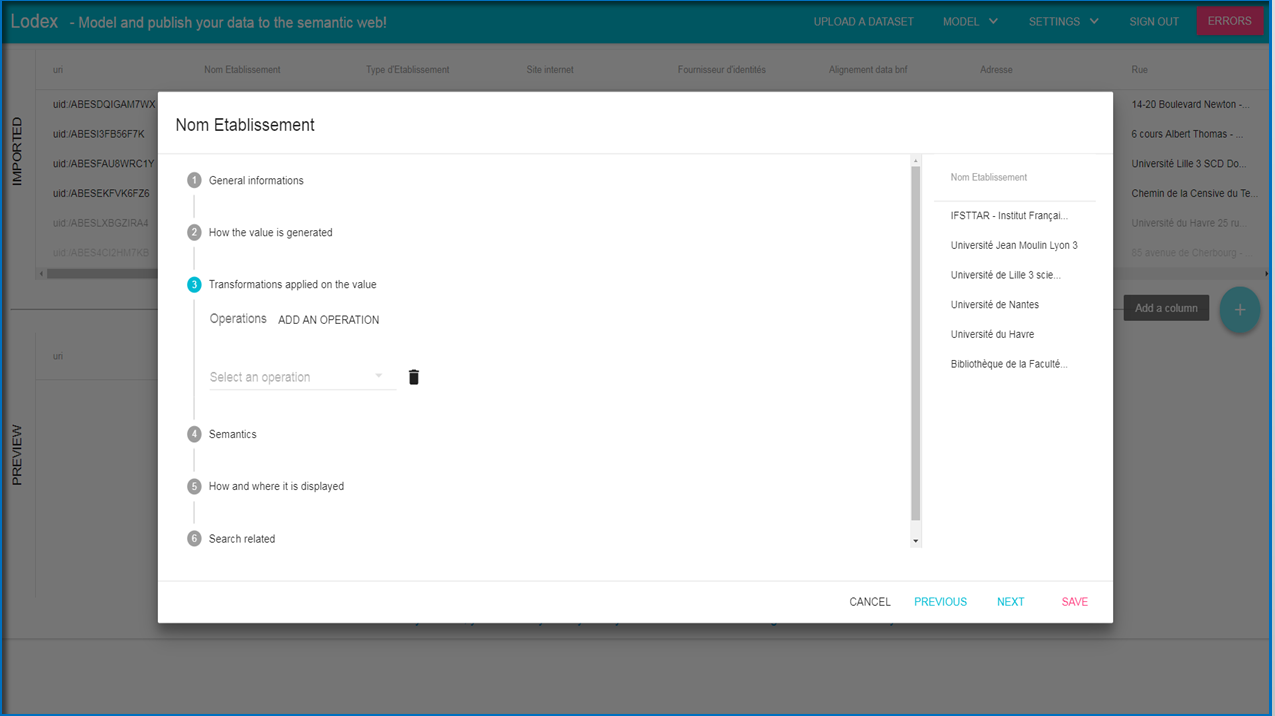 Lodex - Model and publish your data to the semantic web!
UPLOAD A DATASET MODEL SETTINGS SIGN OUT ERRORS
uri Nom Etablissement Type d'Etablissement Site internet Fournisseur d'identités Alignement data bnf Adresse Rue
IMPORTED
uid:/ABESDQIGAM7WX 14-20 Boulevard Newton -...
uid:/ABESI3FB56F7K 6 cours Albert Thomas - ...
uid:/ABESFAU8WRC1Y Université Lille 3 SCD Do...
uid:/ABESEKFVK6FZ6 Chemin de la Censive du Te...
uid:/ABESLXBGZIRA4 Université du Havre 25 ru...
uid:/ABES4CI2HM7KB 55 avenue de Cherbourg -
Add a column
+
PREVIEW
uri
Nom Etablissement
1 General informations
2 How the value is generated
3 Transformations applied on the value
Operations ADD AN OPERATION
Select an operation
4 Semantics
5 How and where it is displayed
6 Search related
Nom Etablissement
IFSTTAR - Institut Françai...
Université Jean Moulin Lyon 3
Université de Lille 3 scie...
Université de Nantes
Université du Havre
Bibliothèque de la Faculté...
CANCEL PREVIOUS NEXT SAVE